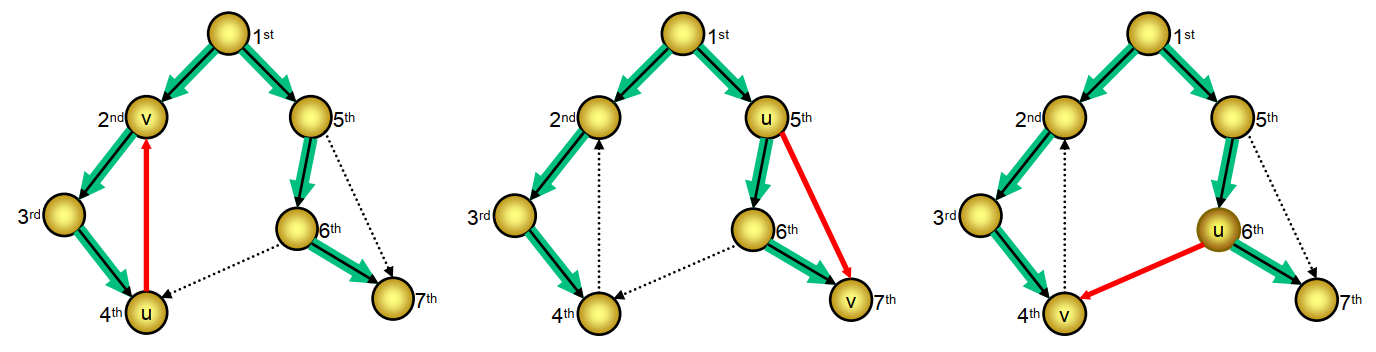 1st
2nd v 5th
3rd 6th
4th u 7th
1st
2nd u 5th
3rd 6th
4th v 7th
1st
2nd 5th
3rd u 6th
4th v 7th